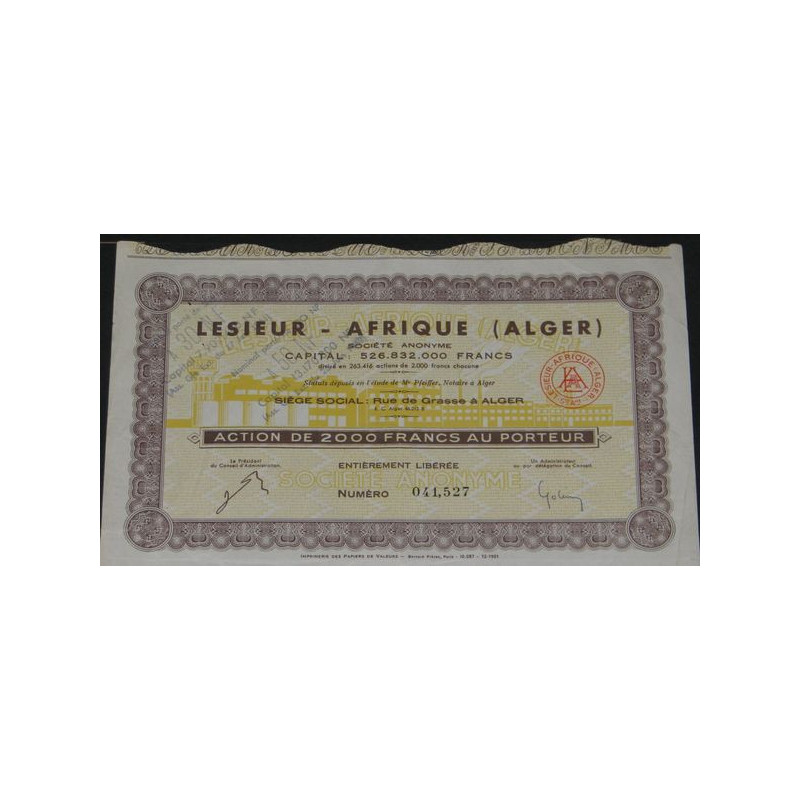 LESIEUR - AFRIQUE (ALGER)
SOCIÉTÉ ANONYME
CAPITAL: 526.832.000 FRANCS
divisé en 263.416 actions de 2.000 francs chacune
Statuts déposés en l'étude de Me Pfeiffer, Notaire à Alger
SIÈGE SOCIAL: Rue de Grasse à ALGER
LESIEUR-AFRIQUE-ALGER
ACTION DE 2000 FRANCS AU PORTEUR
Le Président
du Conseil d'Administration.
ENTIÈREMENT LIBÉRÉE
Un Administrateur
ou par délégation du Conseil.
SOCIÉTÉ ANONYME
NUMÉRO 041,527
IMPRIMERIE DES PAPIERS DE VALEURS